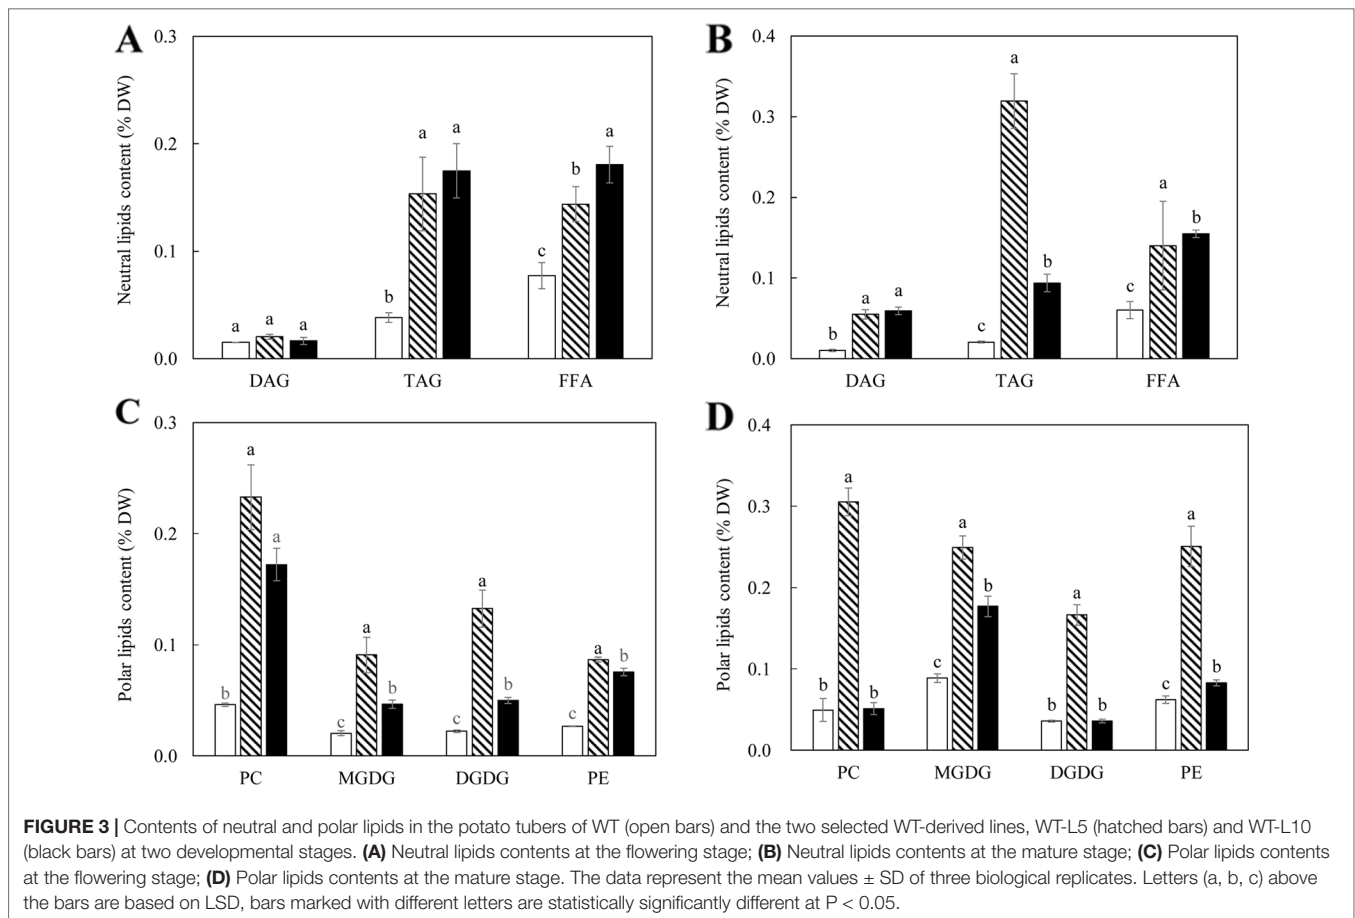 A
0.3
0.2
0.1
0.0
Neutral lipids content (% DW)
a a a
b a a
c b a
DAG TAG FFA
B
0.4
0.3
0.2
0.1
0.0
Neutral lipids content (% DW)
b a a
c a b
c a b
DAG TAG FFA
C
0.3
0.2
0.1
0.0
Polar lipids content (% DW)
b a a
c a b
c a b
c a b
PC MGDG DGDG PE
D
0.4
0.3
0.2
0.1
0.0
Polar lipids content (% DW)
b a b
c a b
b a b
c a b
PC MGDG DGDG PE
FIGURE 3 | Contents of neutral and polar lipids in the potato tubers of WT (open bars) and the two selected WT-derived lines, WT-L5 (hatched bars) and WT-L10
(black bars) at two developmental stages. (A) Neutral lipids contents at the flowering stage; (B) Neutral lipids contents at the mature stage; (C) Polar lipids contents
at the flowering stage; (D) Polar lipids contents at the mature stage. The data represent the mean values ± SD of three biological replicates. Letters (a, b, c) above
the bars are based on LSD, bars marked with different letters are statistically significantly different at P < 0.05.